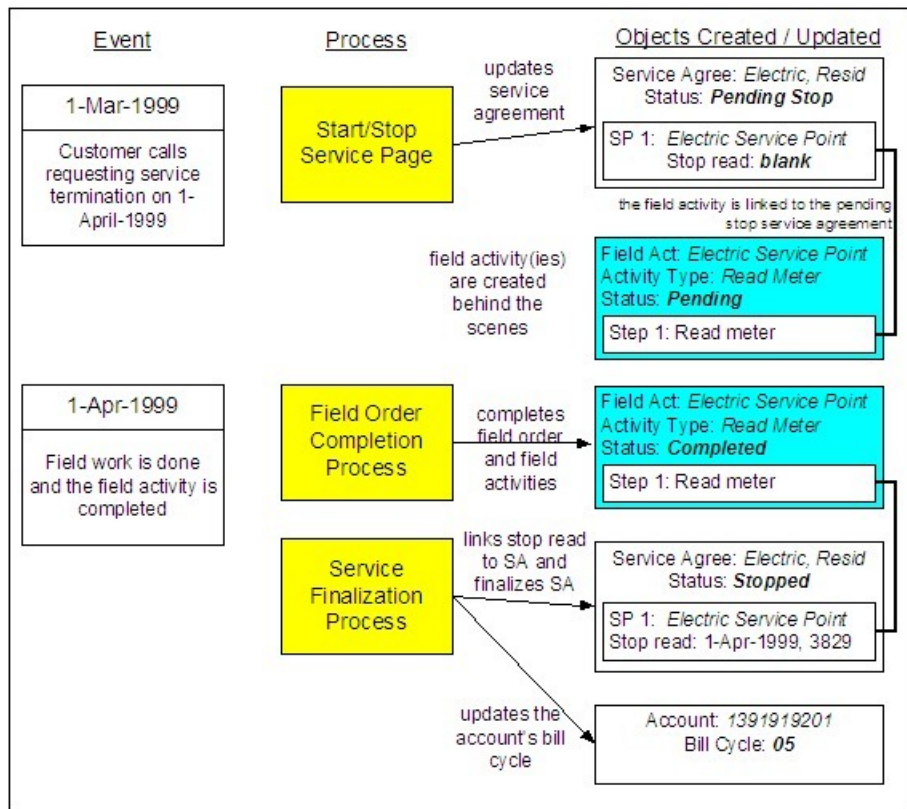 Event
Process
Objects Created / Updated
1-Mar-1999
Customer calls
requesting service
termination on 1-
April-1999
Start/Stop
Service Page
updates
service
agreement
Service Agree: Electric, Resid
Status: Pending Stop
SP 1: Electric Service Point
Stop read: blank
the field activity is linked to the pending
stop service agreement
field activity(ies)
are created
behind the
scenes
Field Act: Electric Service Point
Activity Type: Read Meter
Status: Pending
Step 1: Read meter
1-Apr-1999
Field work is done
and the field activity is
completed
Field Order
Completion
Process
completes
field order
and field
activities
Field Act: Electric Service Point
Activity Type: Read Meter
Status: Completed
Step 1: Read meter
Service
Finalization
Process
links stop read
to SA and
finalizes SA
Service Agree: Electric, Resid
Status: Stopped
SP 1: Electric Service Point
Stop read: 1-Apr-1999, 3829
updates the
account's bill
cycle
Account: 1391919201
Bill Cycle: 05